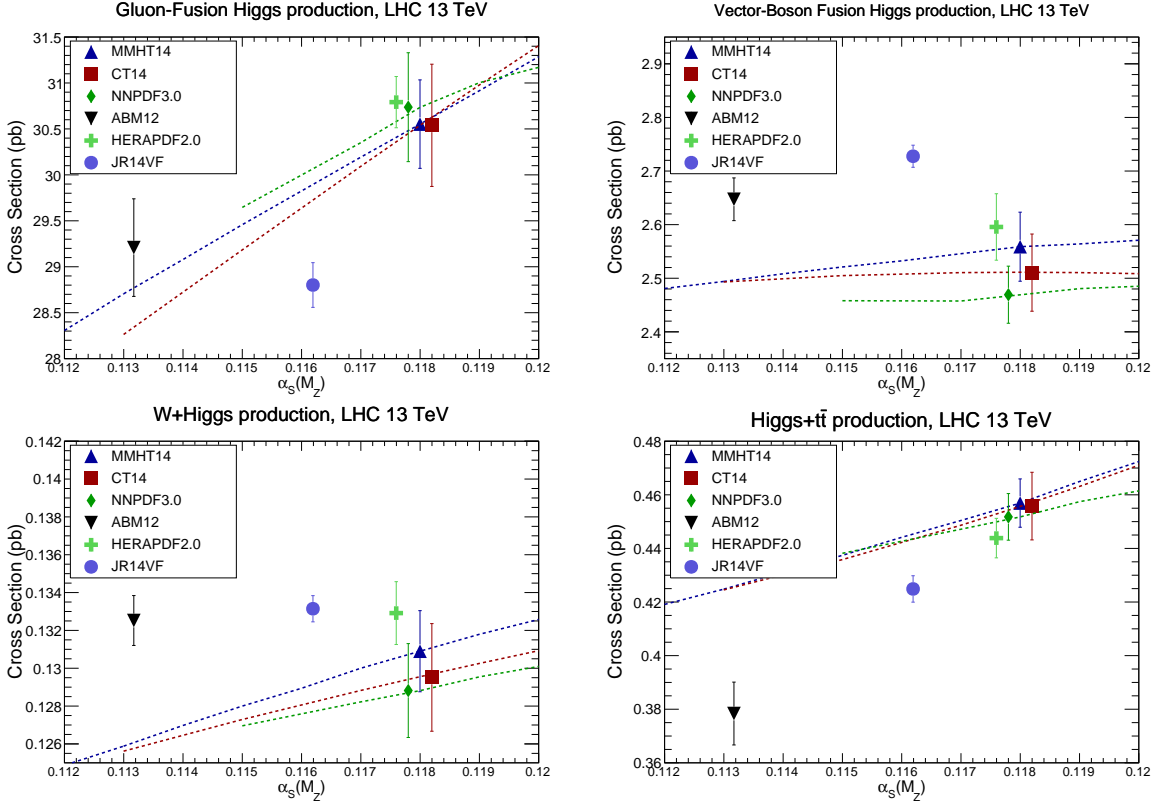 Gluon-Fusion Higgs production, LHC 13 TeV
Cross Section (pb)
31.5
31
30.5
30
29.5
29
28.5
28
MMHT14
CT14
NNPDF3.0
ABM12
HERAPDF2.0
JR14VF
0.112 0.113 0.114 0.115 0.116 0.117 0.118 0.119 0.12
α_S(M_Z)
Vector-Boson Fusion Higgs production, LHC 13 TeV
Cross Section (pb)
2.9
2.8
2.7
2.6
2.5
2.4
MMHT14
CT14
NNPDF3.0
ABM12
HERAPDF2.0
JR14VF
0.112 0.113 0.114 0.115 0.116 0.117 0.118 0.119 0.12
α_S(M_Z)
W+Higgs production, LHC 13 TeV
Cross Section (pb)
0.142
0.14
0.138
0.136
0.134
0.132
0.13
0.128
0.126
MMHT14
CT14
NNPDF3.0
ABM12
HERAPDF2.0
JR14VF
0.112 0.113 0.114 0.115 0.116 0.117 0.118 0.119 0.12
α_S(M_Z)
Higgs+tt̄ production, LHC 13 TeV
Cross Section (pb)
0.48
0.46
0.44
0.42
0.4
0.38
0.36
MMHT14
CT14
NNPDF3.0
ABM12
HERAPDF2.0
JR14VF
0.112 0.113 0.114 0.115 0.116 0.117 0.118 0.119 0.12
α_S(M_Z)